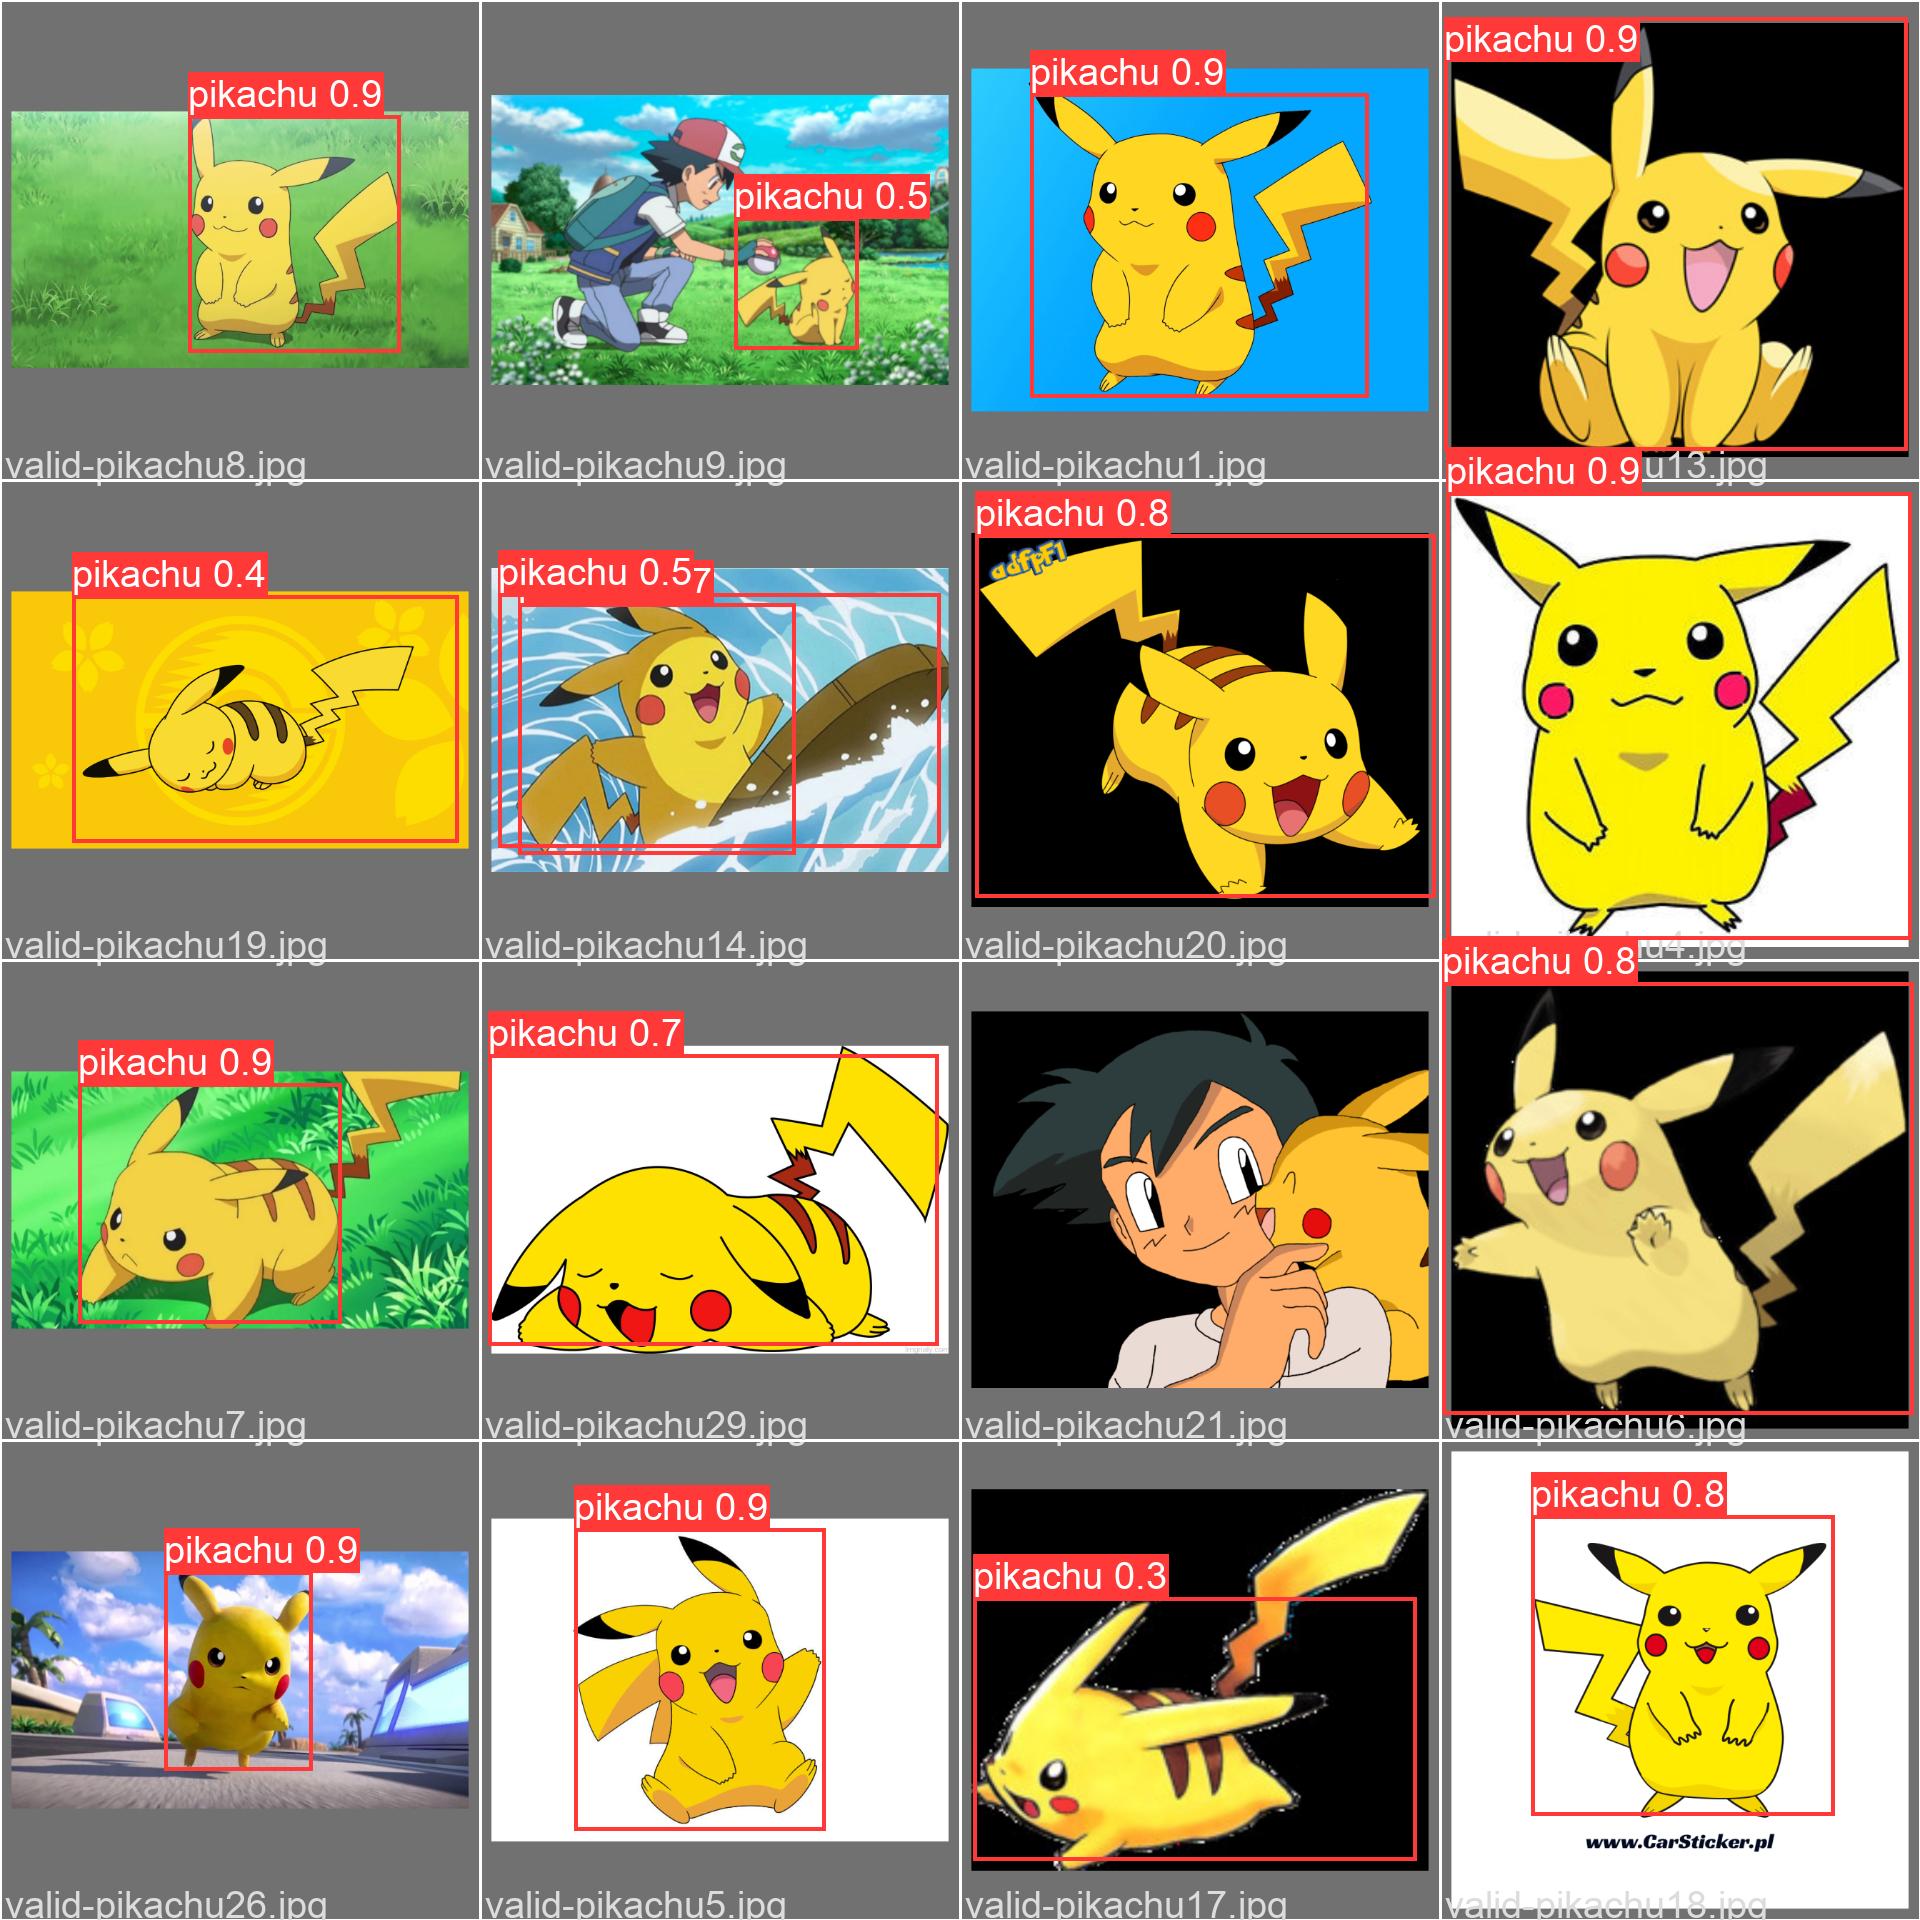 pikachu 0.9
valid-pikachu8.jpg
pikachu 0.5
valid-pikachu9.jpg
pikachu 0.9
valid-pikachu1.jpg
pikachu 0.9
u13.jpg
pikachu 0.4
valid-pikachu19.jpg
pikachu 0.5
7
valid-pikachu14.jpg
pikachu 0.8
adfpF1
valid-pikachu20.jpg
pikachu 0.9
u4.jpg
pikachu 0.9
valid-pikachu7.jpg
pikachu 0.7
valid-pikachu29.jpg
valid-pikachu21.jpg
pikachu 0.8
valid-pikachu6.jpg
pikachu 0.9
valid-pikachu26.jpg
pikachu 0.9
valid-pikachu5.jpg
pikachu 0.3
valid-pikachu17.jpg
pikachu 0.8
www.CarSticker.pl
valid-pikachu18.jpg